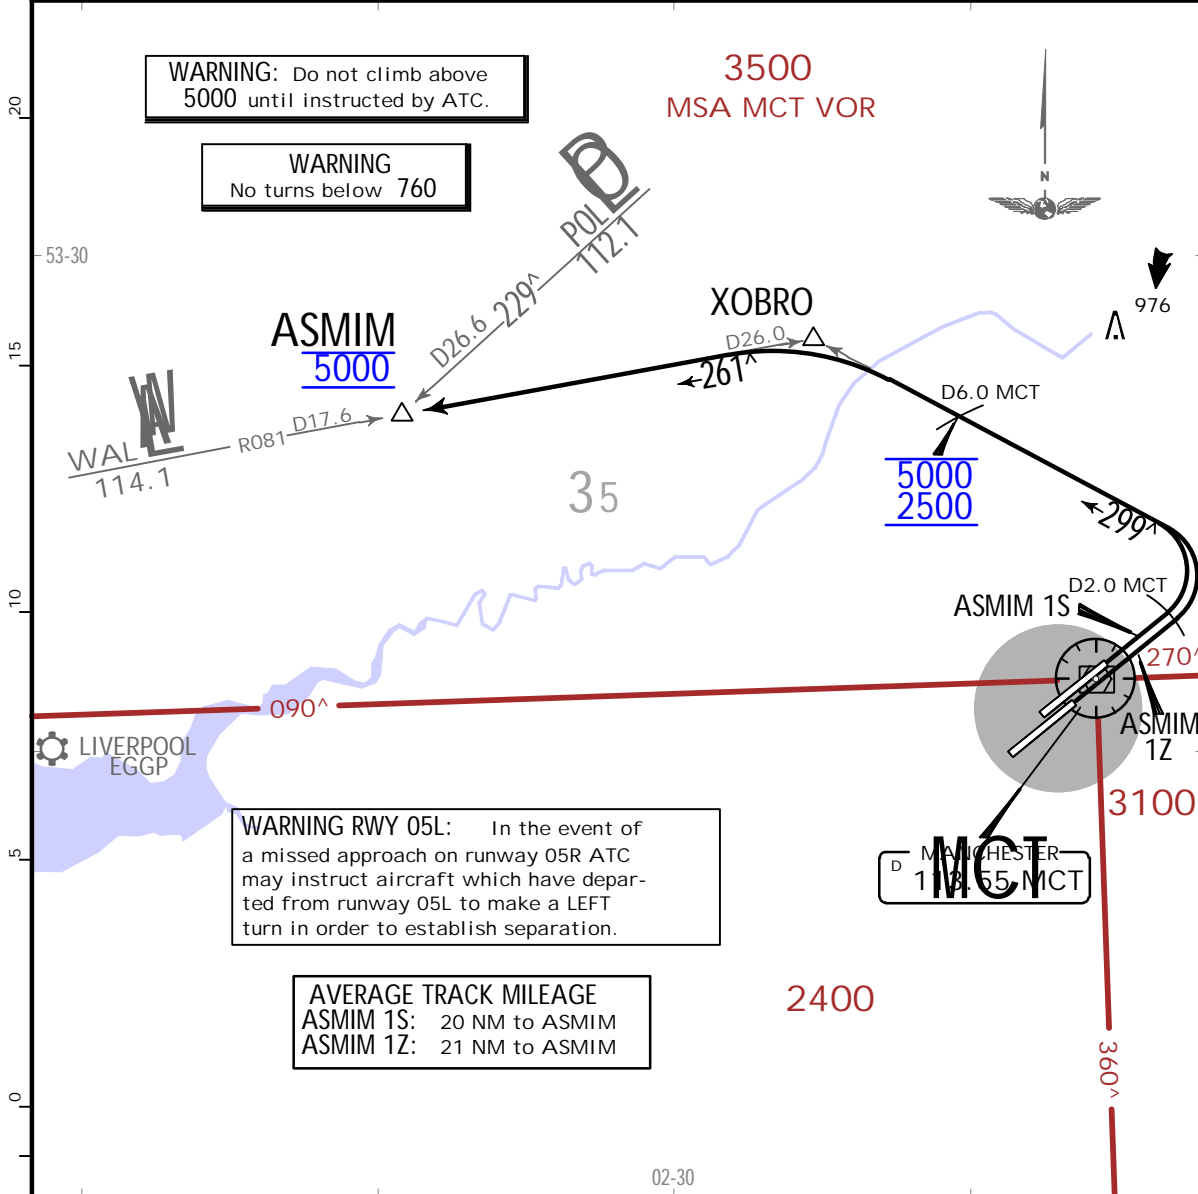 WARNING: Do not climb above
5000 until instructed by ATC.
3500
MSA MCT VOR
20
WARNING
No turns below 760
POL
POL
112.1
N
53-30
976
D26.6
229^
XOBRO
ASMIM
5000
D26.0
15
261^
D6.0 MCT
WAL
R081
D17.6
WAL
114.1
35
5000
2500
299^
10
ASMIM 1S
D2.0 MCT
270^
090^
ASMIM
1Z
LIVERPOOL
EGGP
3100
WARNING RWY 05L: In the event of
a missed approach on runway 05R ATC
may instruct aircraft which have depar-
ted from runway 05L to make a LEFT
turn in order to establish separation.
5
MANCHESTER
D 113.55 MCT
MCT
AVERAGE TRACK MILEAGE
ASMIM 1S: 20 NM to ASMIM
ASMIM 1Z: 21 NM to ASMIM
2400
360^
0
02-30